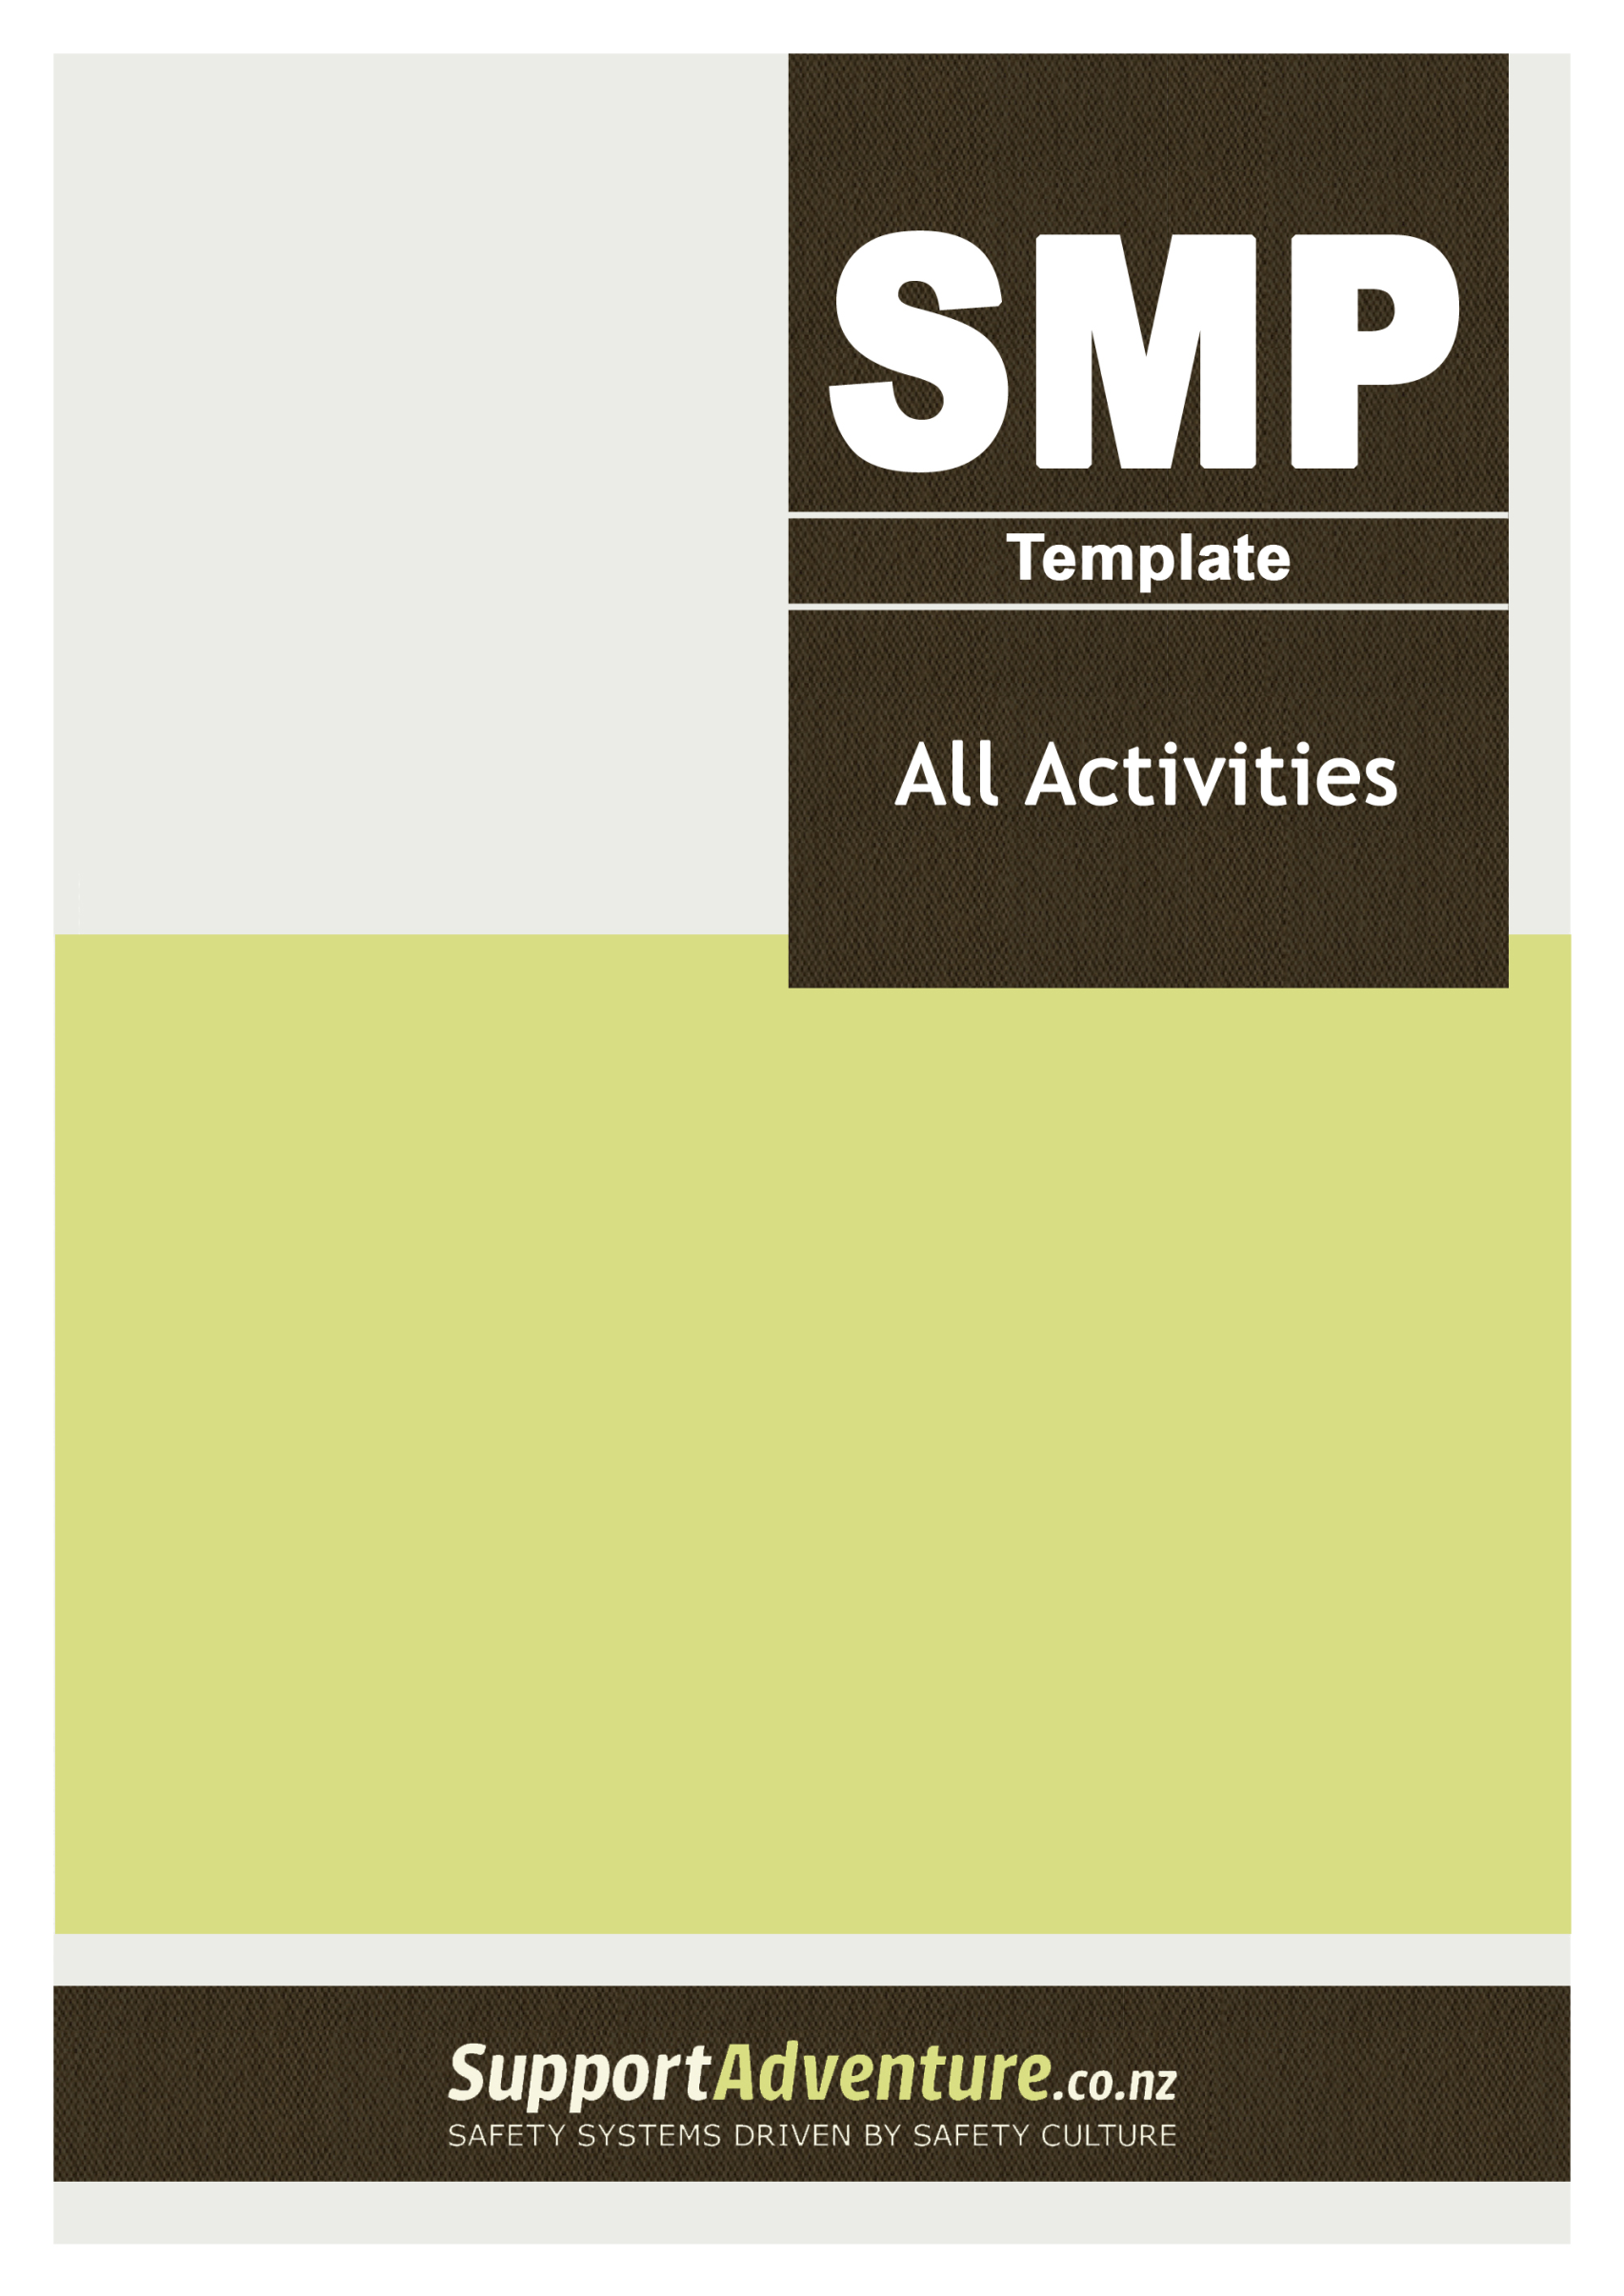 SMP
Template
All Activities
SupportAdventure.co.nz
SAFETY SYSTEMS DRIVEN BY SAFETY CULTURE